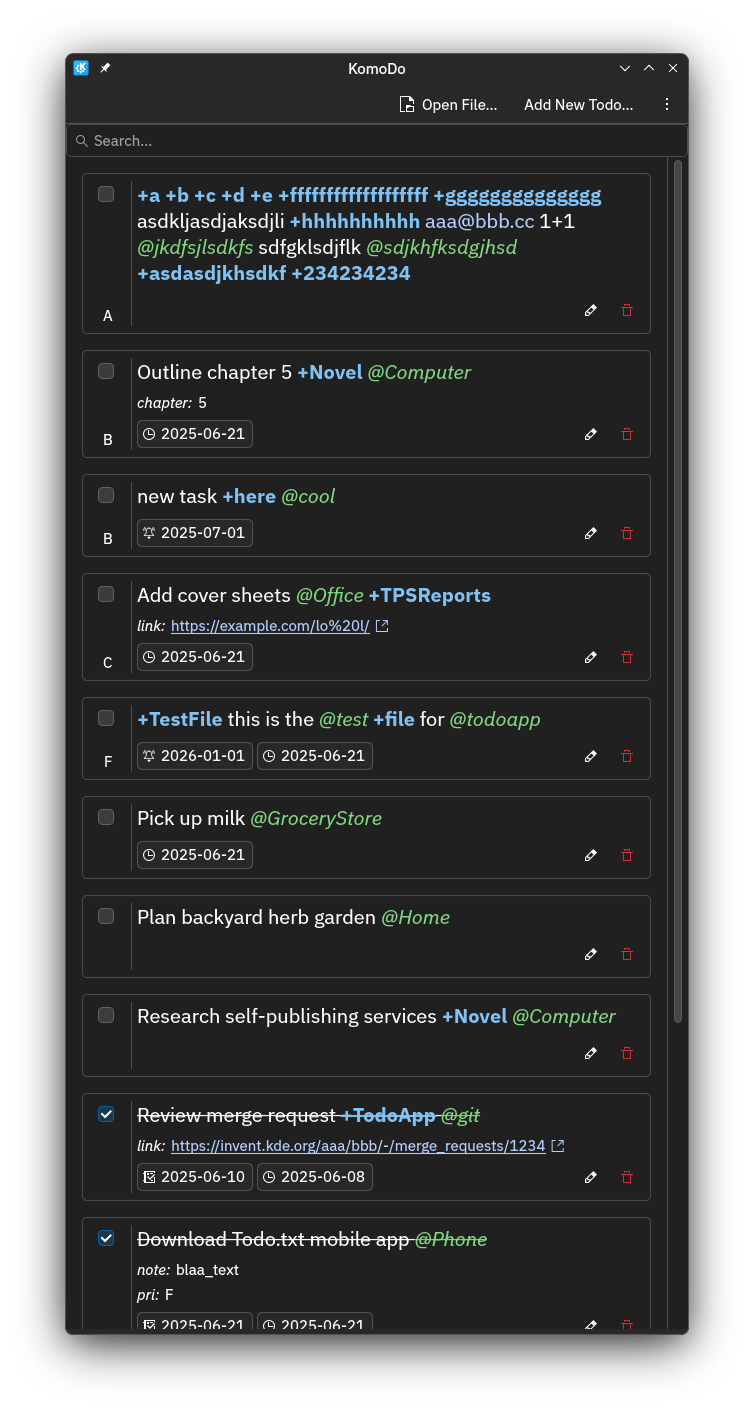 KomoDo
Open File... Add New Todo...
Search...
+a +b +c +d +e +ffffffffffffffffffff +gggggggggggggg
asdkljasdjaksdjli +hhhhhhhhhh aaa@bbb.cc 1+1
@jkdfsjlsdkfs sdfgklsdjflk @sdjkhfksdgjhsd
+asdasdjkhsdkf +234234234
A
Outline chapter 5 +Novel @Computer
chapter: 5
B 2025-06-21
new task +here @cool
B 2025-07-01
Add cover sheets @Office +TPSReports
link: https://example.com/lo%20l/
C 2025-06-21
+TestFile this is the @test +file for @todoapp
F 2026-01-01 2025-06-21
Pick up milk @GroceryStore
2025-06-21
Plan backyard herb garden @Home
Research self-publishing services +Novel @Computer
Review merge request +TodoApp @git
link: https://invent.kde.org/aaa/bbb/-/merge_requests/1234
2025-06-10 2025-06-08
Download Todo.txt mobile app @Phone
note: blaa_text
pri: F
2025-06-21 2025-06-21